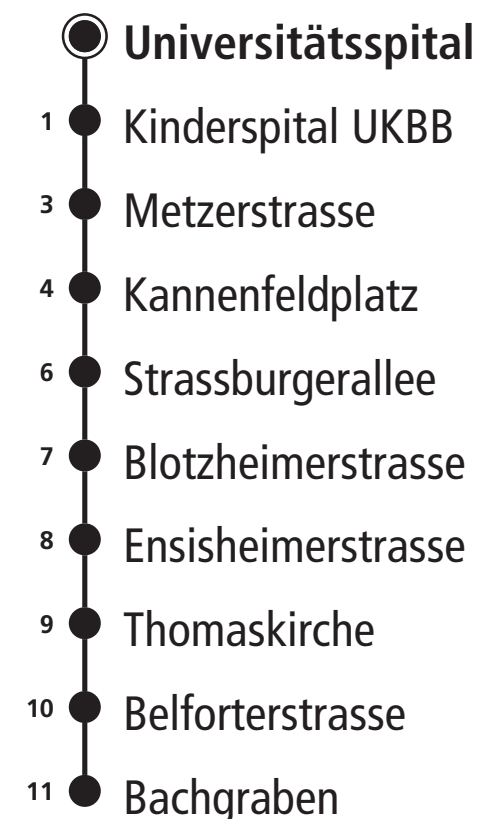 Universitätsspital
1 Kinderspital UKBB
3 Metzerstrasse
4 Kannenfeldplatz
6 Strassburgerallee
7 Blotzheimerstrasse
8 Ensisheimerstrasse
9 Thomaskirche
10 Belforterstrasse
11 Bachgraben